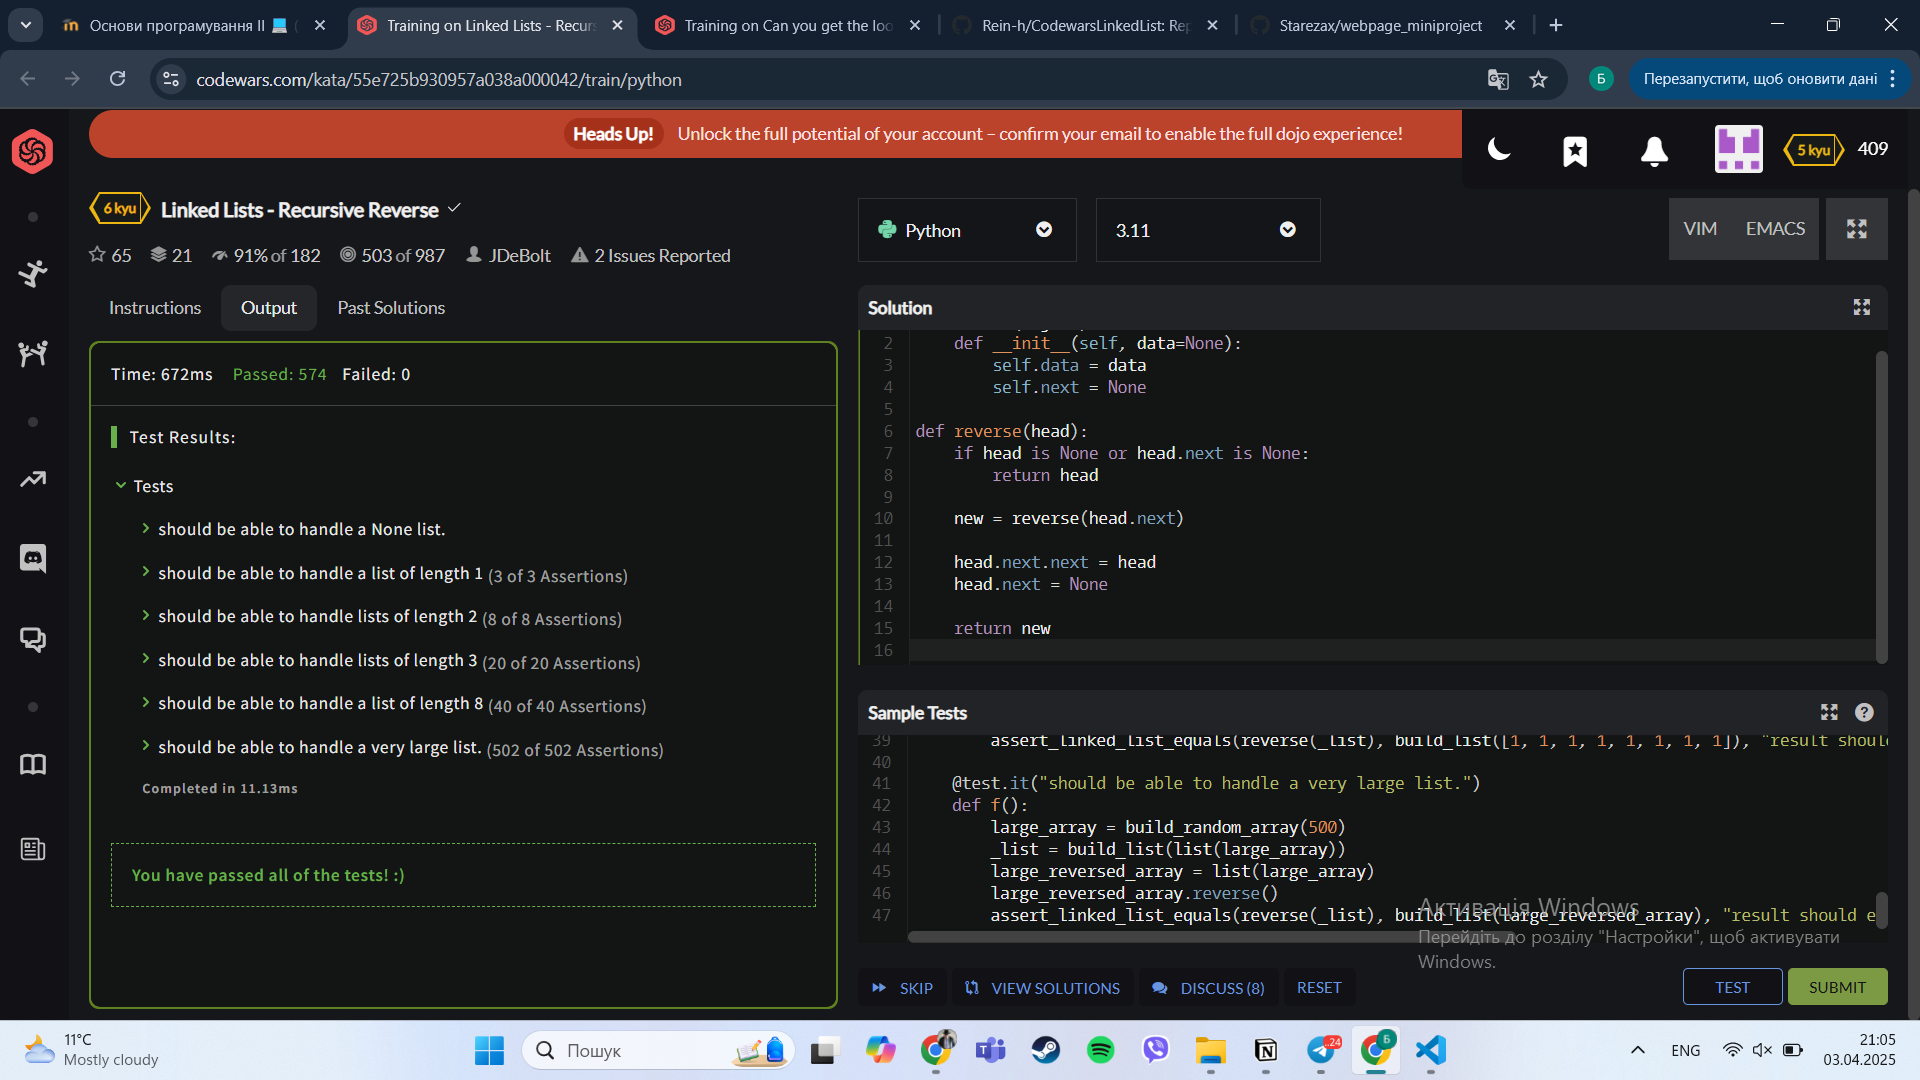 Основи програмування II
Training on Linked Lists - Recurs
Training on Can you get the loo
Rein-h/CodewarsLinkedList: Rep
Starezax/webpage_miniproject
codewars.com/kata/55e725b930957a038a000042/train/python
Б
Перезапустити, щоб оновити дані
Heads Up! Unlock the full potential of your account – confirm your email to enable the full dojo experience!
5 kyu 409
6 kyu Linked Lists - Recursive Reverse
65 21 91% of 182 503 of 987 JDeBolt 2 Issues Reported
Python
3.11
VIM EMACS
Instructions Output Past Solutions
Time: 672ms Passed: 574 Failed: 0
Test Results:
Tests
should be able to handle a None list.
should be able to handle a list of length 1 (3 of 3 Assertions)
should be able to handle lists of length 2 (8 of 8 Assertions)
should be able to handle lists of length 3 (20 of 20 Assertions)
should be able to handle a list of length 8 (40 of 40 Assertions)
should be able to handle a very large list. (502 of 502 Assertions)
Completed in 11.13ms
You have passed all of the tests! :)
Solution
2 def __init__(self, data=None):
3 self.data = data
4 self.next = None
5
6 def reverse(head):
7 if head is None or head.next is None:
8 return head
9
10 new = reverse(head.next)
11
12 head.next.next = head
13 head.next = None
14
15 return new
16
Sample Tests
39 assert_linked_list_equals(reverse(_list), build_list([1, 1, 1, 1, 1, 1, 1, 1]), "result shoul
40
41 @test.it("should be able to handle a very large list.")
42 def f():
43 large_array = build_random_array(500)
44 _list = build_list(list(large_array))
45 large_reversed_array = list(large_array)
46 large_reversed_array.reverse()
47 assert_linked_list_equals(reverse(_list), build_list(large_reversed_array), "result should e
Активація Windows
Перейдіть до розділу "Настройки", щоб активувати
Windows.
SKIP VIEW SOLUTIONS DISCUSS (8) RESET
TEST SUBMIT
11°C
Mostly cloudy
Пошук
24
Б
ENG
21:05
03.04.2025